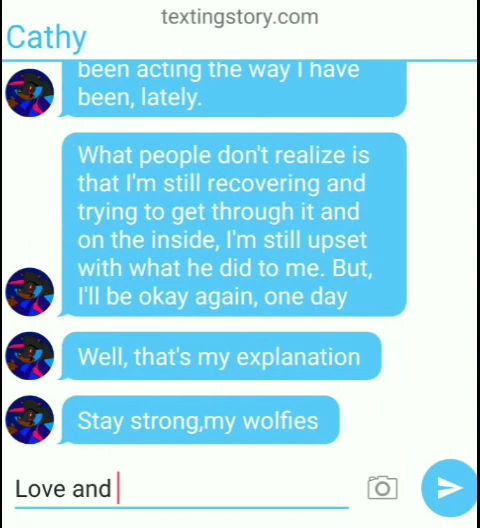 textingstory.com
Cathy
been acting the way I have
been, lately.
What people don't realize is
that I'm still recovering and
trying to get through it and
on the inside, I'm still upset
with what he did to me. But,
I'll be okay again, one day
Well, that's my explanation
Stay strong,my wolfies
Love and